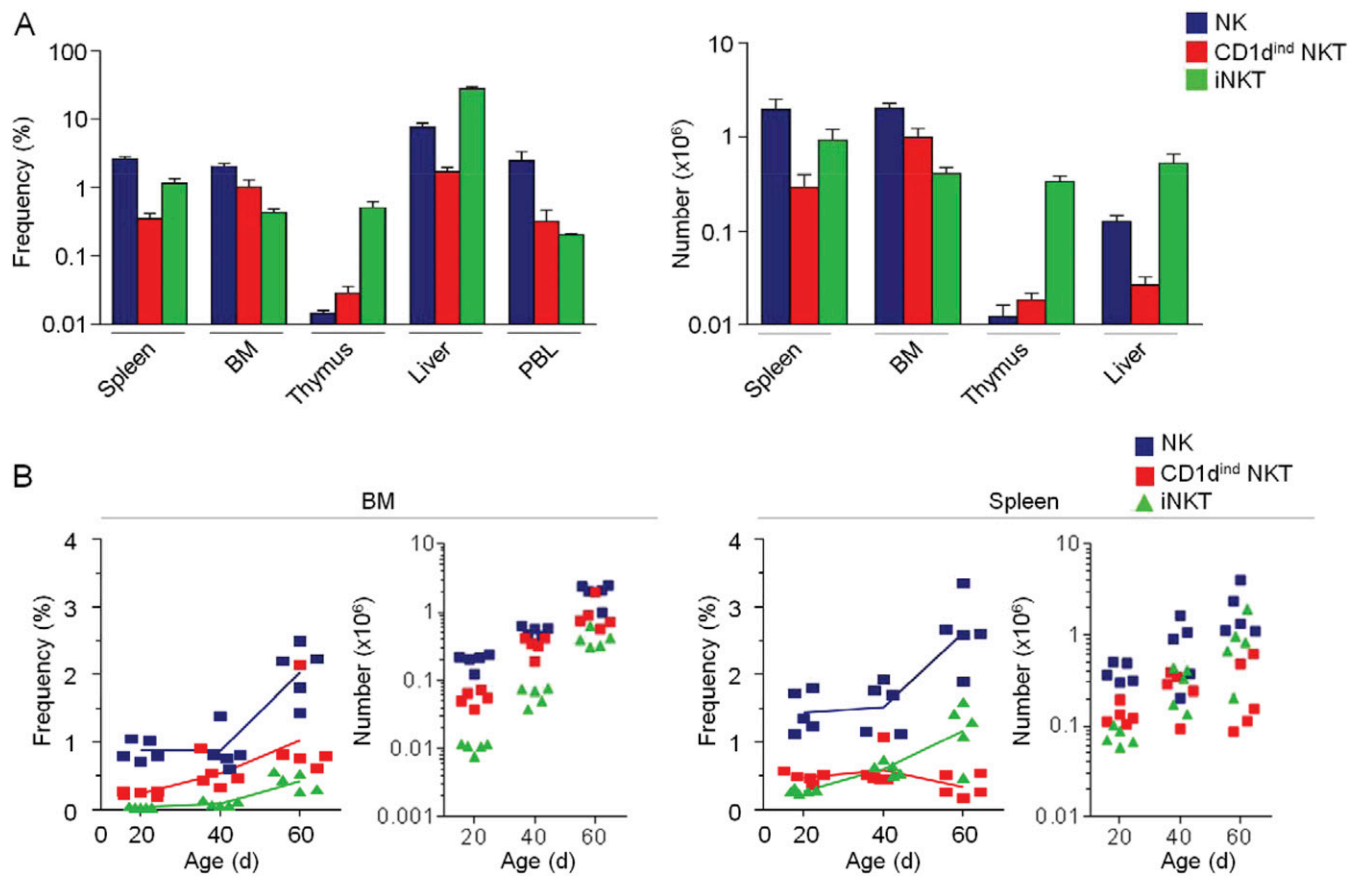 A
NK
CD1dind NKT
iNKT
Frequency (%)
100
10
1
0.1
0.01
Spleen
BM
Thymus
Liver
PBL
Number (x106)
10
1
0.1
0.01
Spleen
BM
Thymus
Liver
B
NK
CD1dind NKT
iNKT
BM
Spleen
Frequency (%)
4
3
2
1
0
0 20 40 60
Age (d)
Number (x106)
10
1
0.1
0.01
0.001
20 40 60
Age (d)
Frequency (%)
4
3
2
1
0
0 20 40 60
Age (d)
Number (x106)
10
1
0.1
0.01
20 40 60
Age (d)